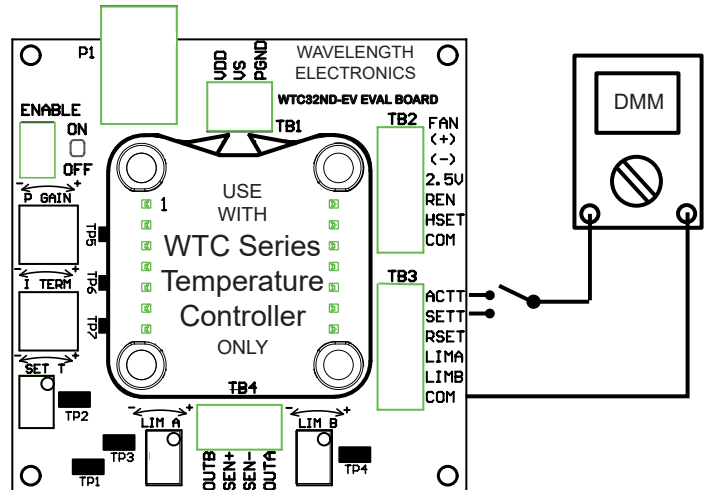 P1
VDD
VS
PGND
WAVELENGTH
ELECTRONICS
WTC32ND-EV EVAL BOARD
DMM
ENABLE
ON
OFF
TB1
TB2
FAN
(+)
(-)
2.5V
REN
HSET
COM
- +
P GAIN
TP5
- +
I TERM
TP6
TP7
- +
SET T
TP2
1
USE
WITH
WTC Series
Temperature
Controller
ONLY
TB3
ACTT
SETT
RSET
LIMA
LIMB
COM
TB4
- +
LIM A
- +
LIM B
TP3
TP1
TP4
OUTB
SEN+
SEN-
OUTA